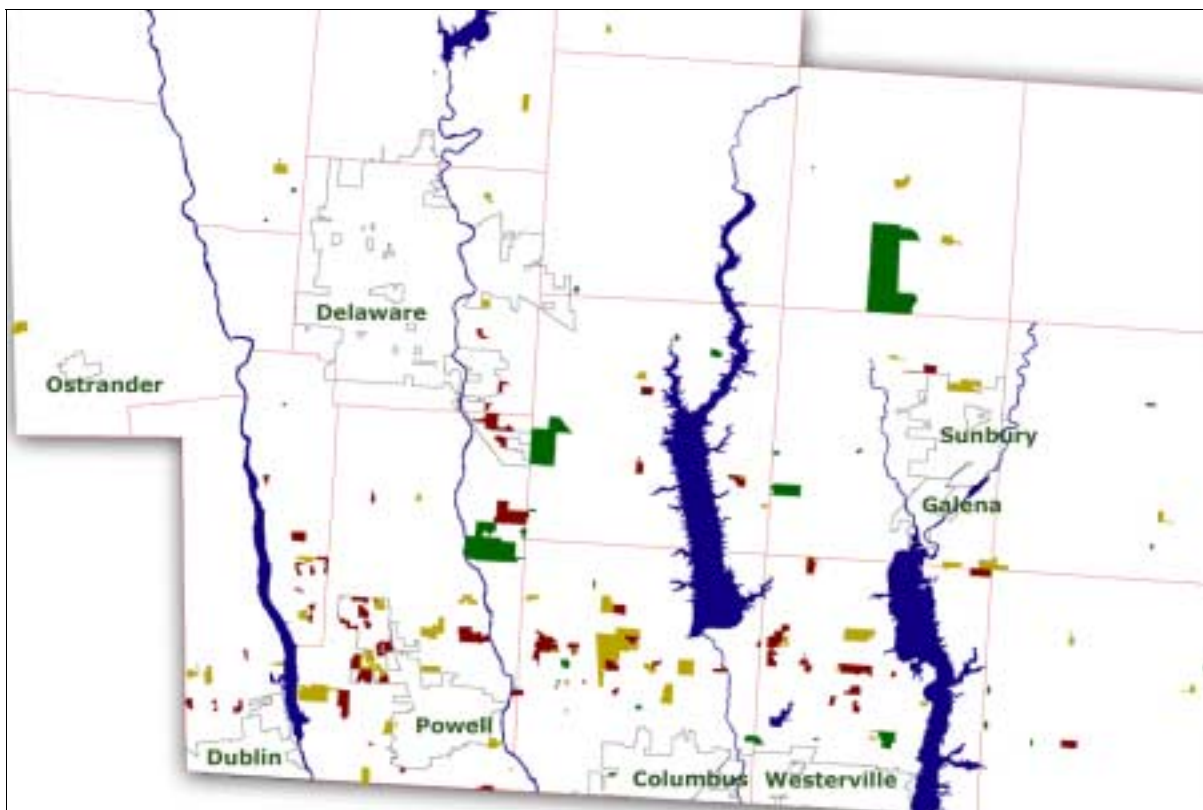 Delaware
Ostrander
Sunbury
Galena
Powell
Dublin
Columbus
Westerville